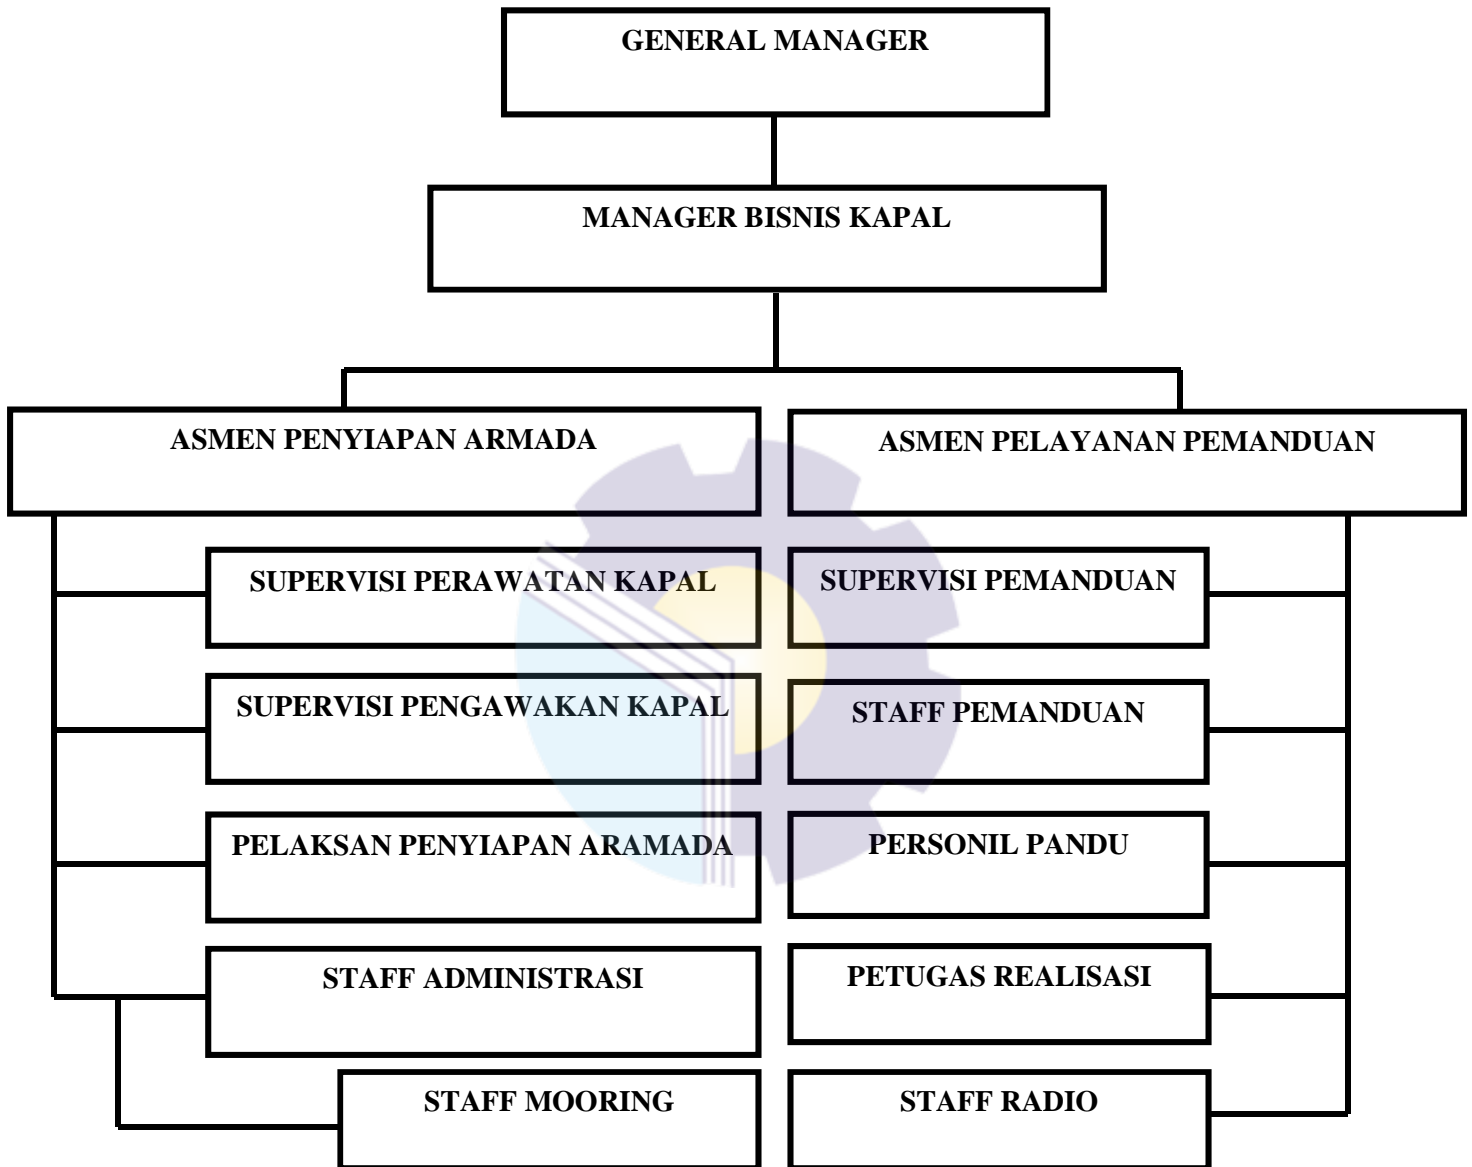 GENERAL MANAGER
MANAGER BISNIS KAPAL
ASMEN PENYIAPAN ARMADA
ASMEN PELAYANAN PEMANDUAN
SUPERVISI PERAWATAN KAPAL
SUPERVISI PEMANDUAN
SUPERVISI PENGAWAKAN KAPAL
STAFF PEMANDUAN
PELAKSAN PENYIAPAN ARAMADA
PERSONIL PANDU
STAFF ADMINISTRASI
PETUGAS REALISASI
STAFF MOORING
STAFF RADIO